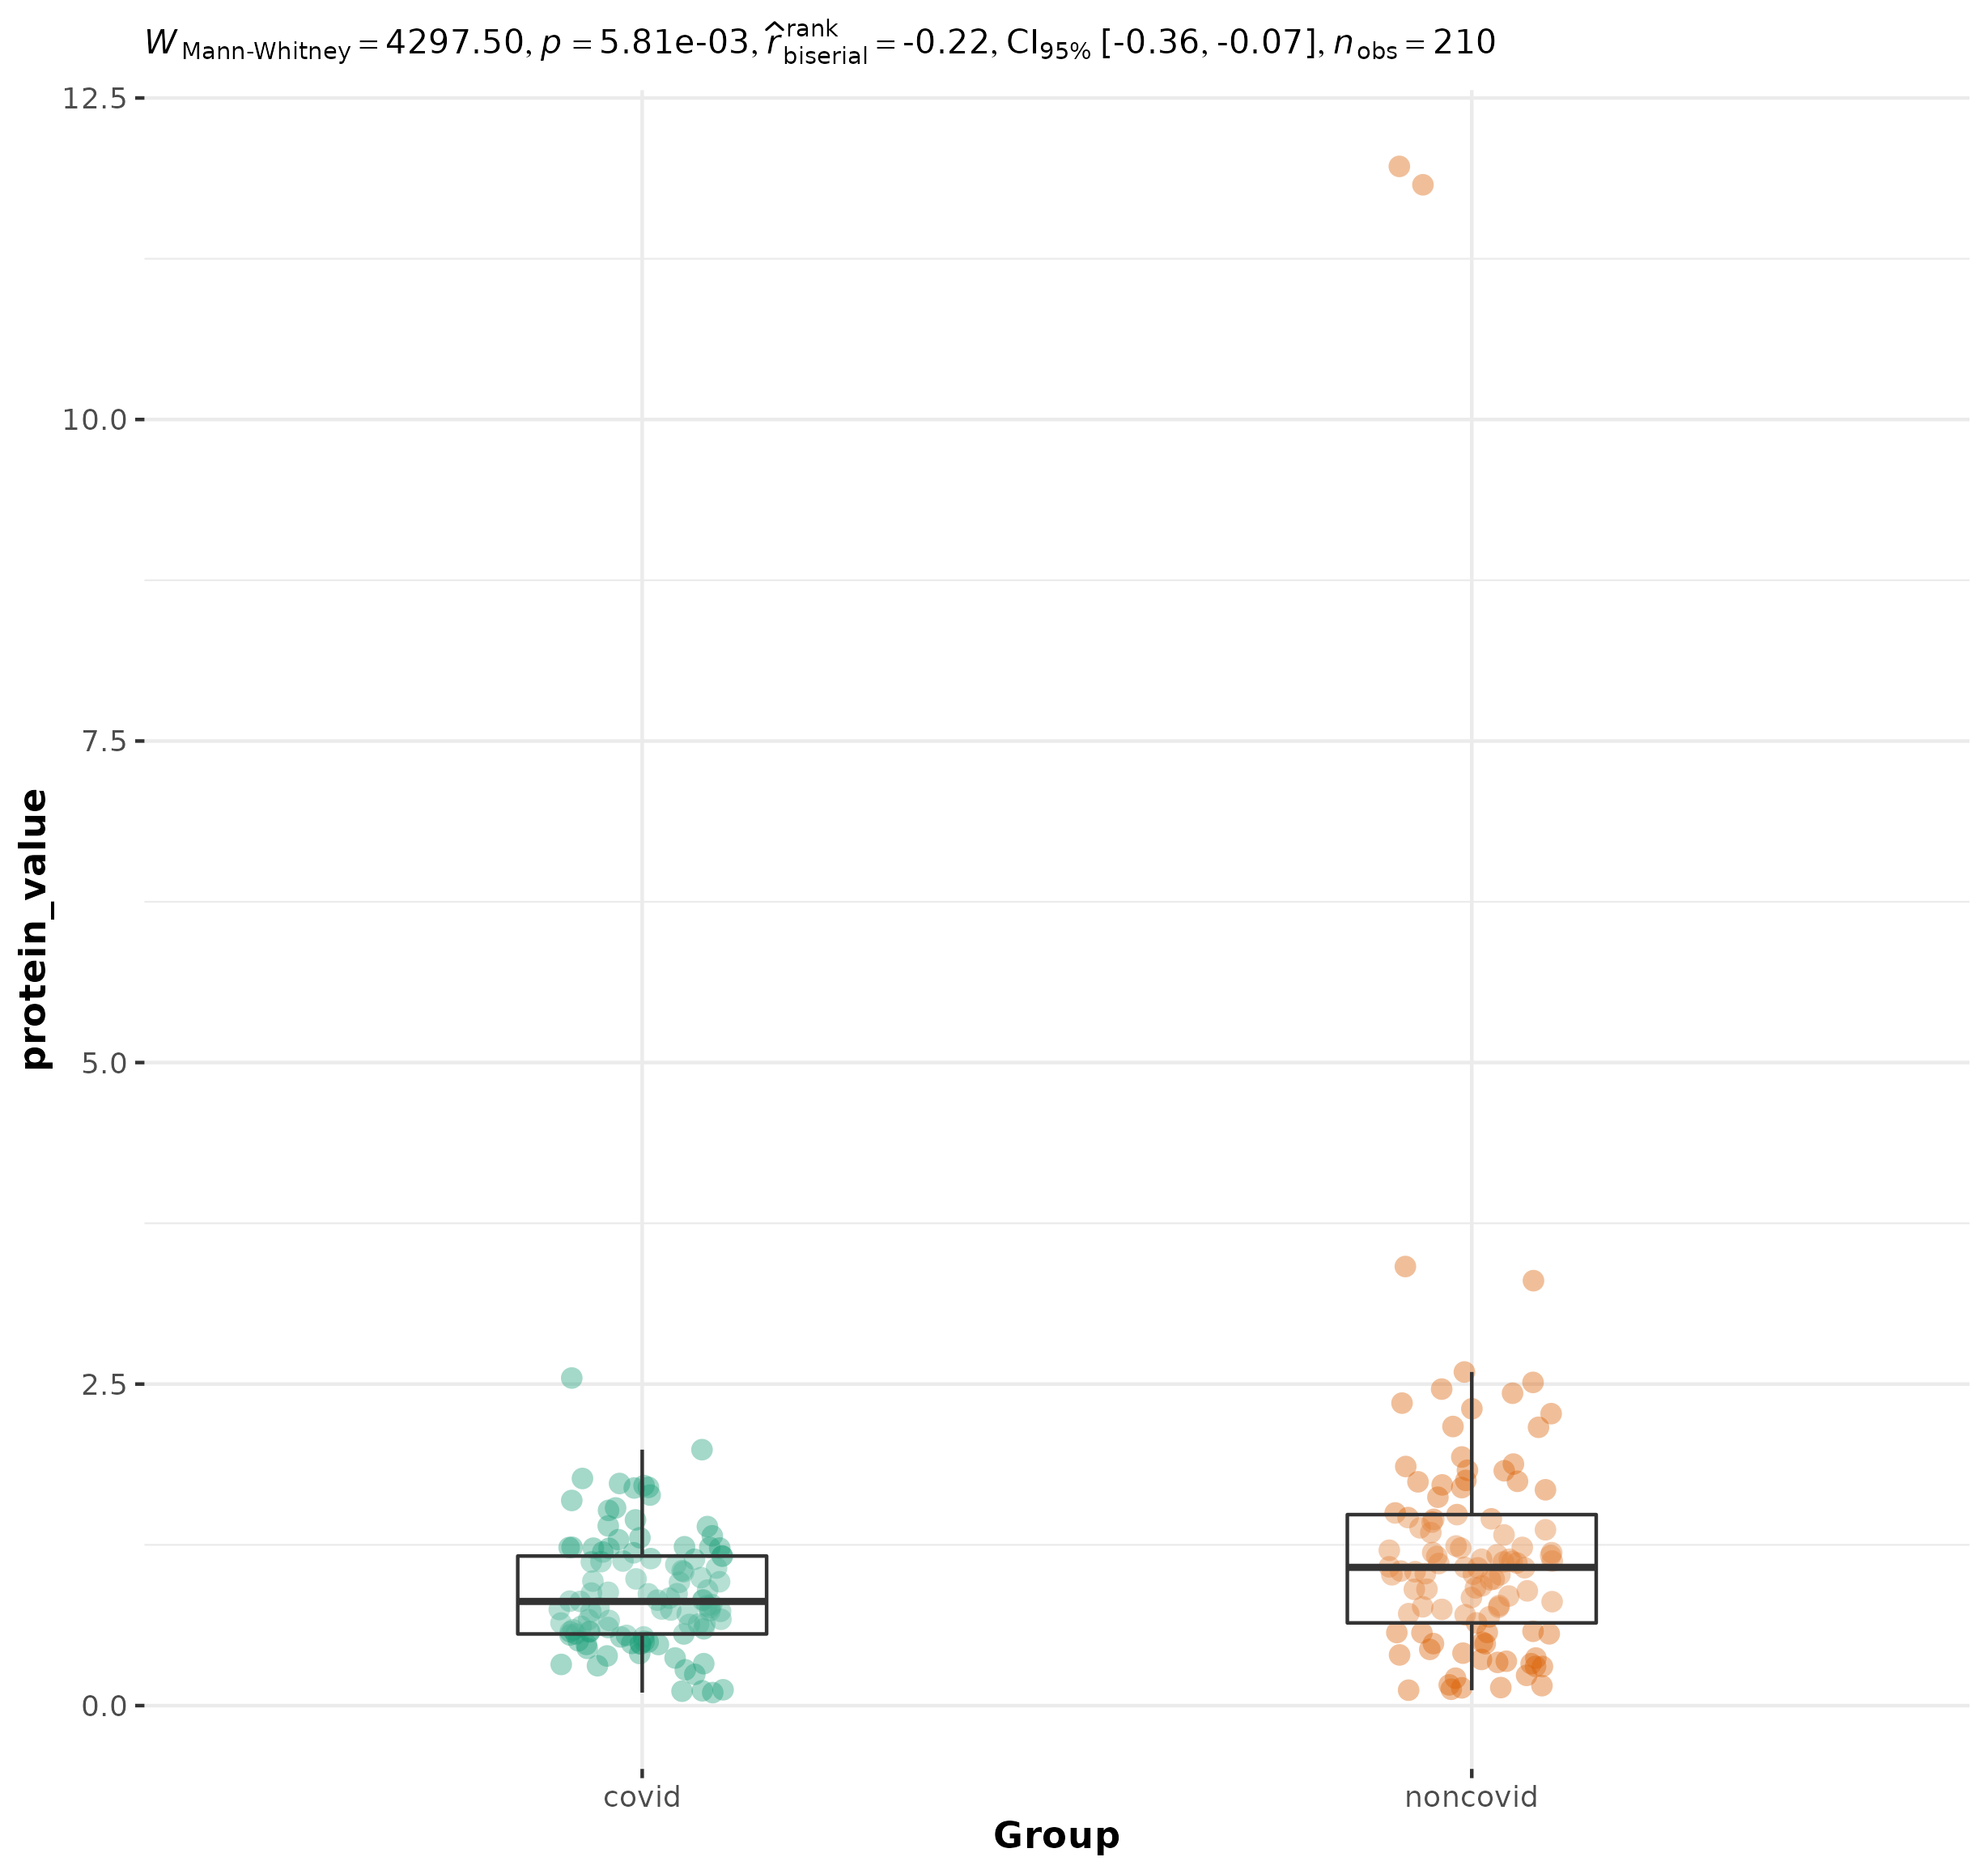 W Mann-Whitney = 4297.50, p = 5.81e-03, r̂ rank biserial = -0.22, CI95% [-0.36, -0.07], nobs = 210
12.5
10.0
7.5
5.0
2.5
0.0
protein_value
covid noncovid
Group